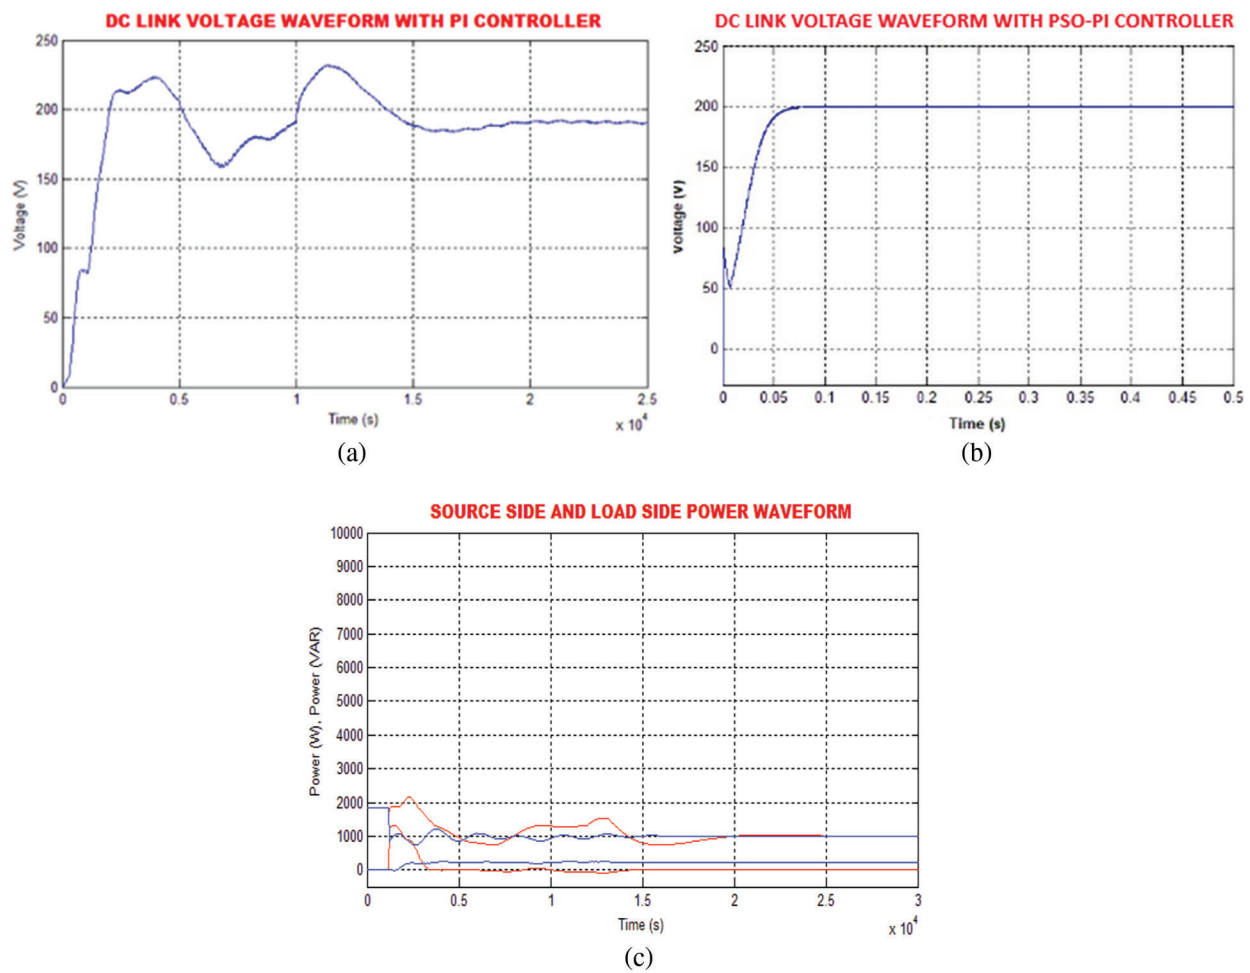 DC LINK VOLTAGE WAVEFORM WITH PI CONTROLLER
250
200
150
100
50
0
Voltage (V)
0 0.5 1 1.5 2 2.5
Time (s)
x 10⁴
(a)
DC LINK VOLTAGE WAVEFORM WITH PSO-PI CONTROLLER
250
200
150
100
50
0
Voltage (V)
0 0.05 0.1 0.15 0.2 0.25 0.3 0.35 0.4 0.45 0.5
Time (s)
(b)
SOURCE SIDE AND LOAD SIDE POWER WAVEFORM
10000
9000
8000
7000
6000
5000
4000
3000
2000
1000
0
Power (W), Power (VAR)
0 0.5 1 1.5 2 2.5 3
Time (s)
x 10⁴
(c)